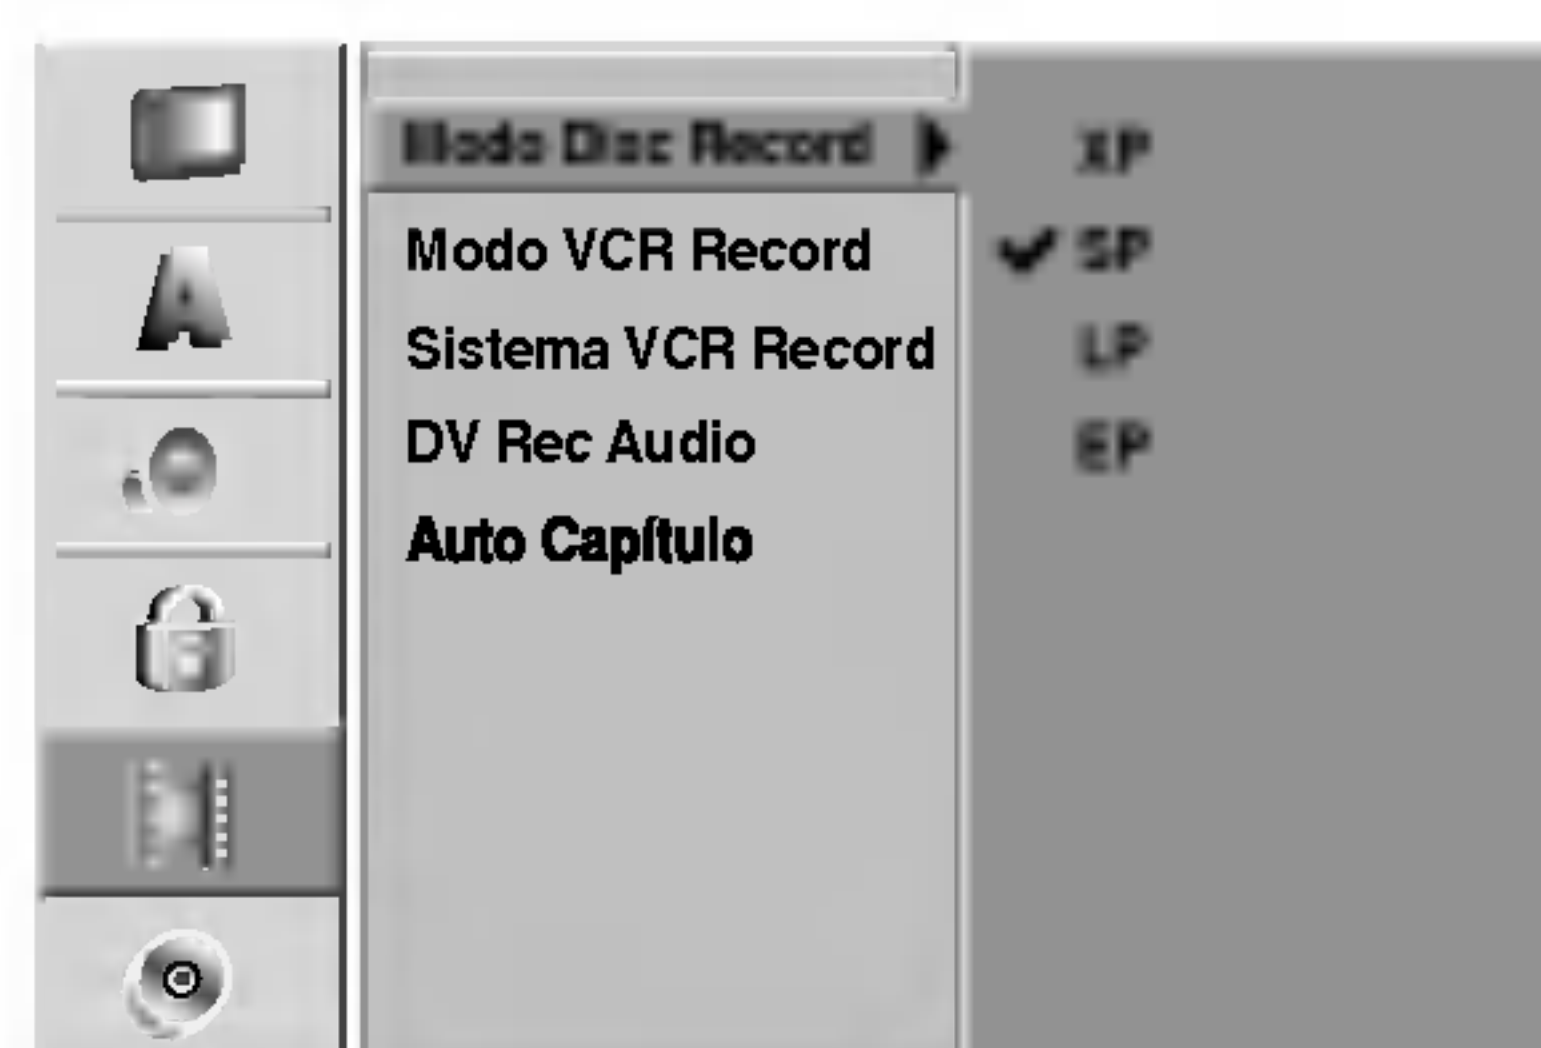 Modo Disc Record
Modo VCR Record
Sistema VCR Record
DV Rec Audio
Auto Capítulo
XP
SP
LP
EP